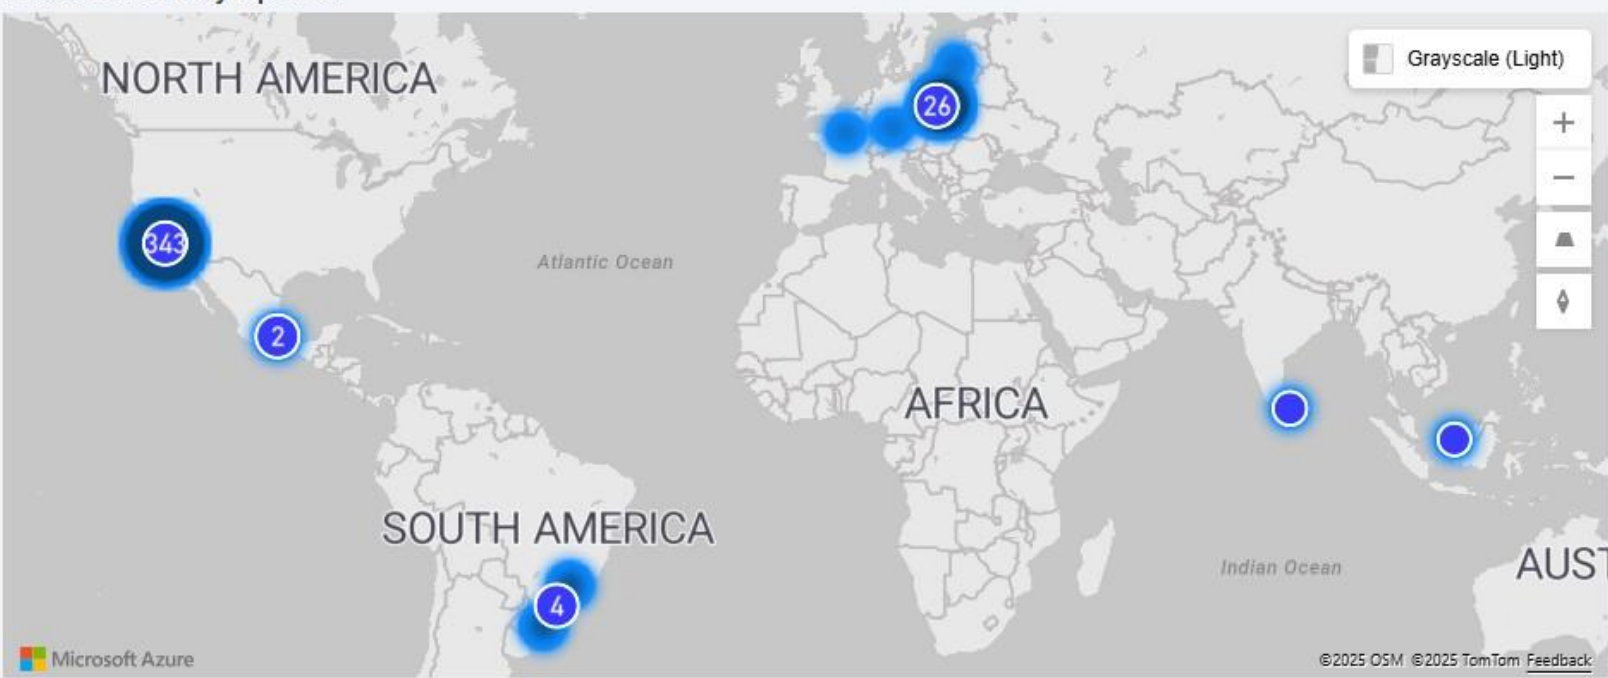 NORTH AMERICA
Grayscale (Light)
26
343
Atlantic Ocean
2
AFRICA
SOUTH AMERICA
Indian Ocean
AUST
4
Microsoft Azure
©2025 OSM ©2025 TomTom Feedback